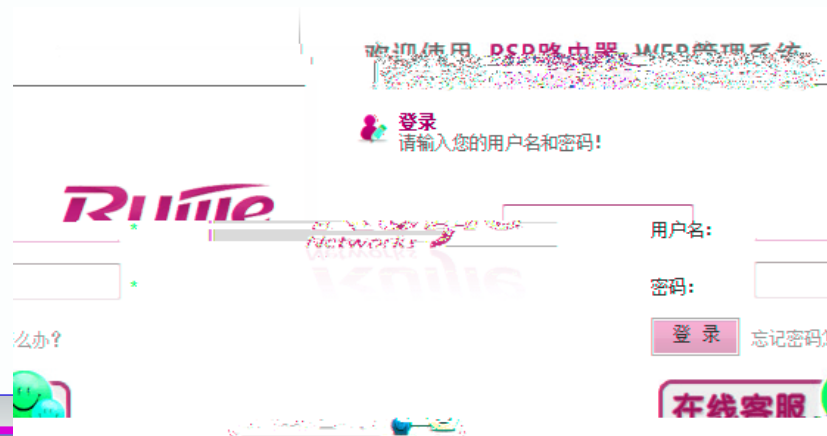 欢迎使用 RSR路由器 WEB管理系统
登录
请输入您的用户名和密码!
Networks
用户名:
*
密码:
*
登 录
忘记密码
么办?
在线客服